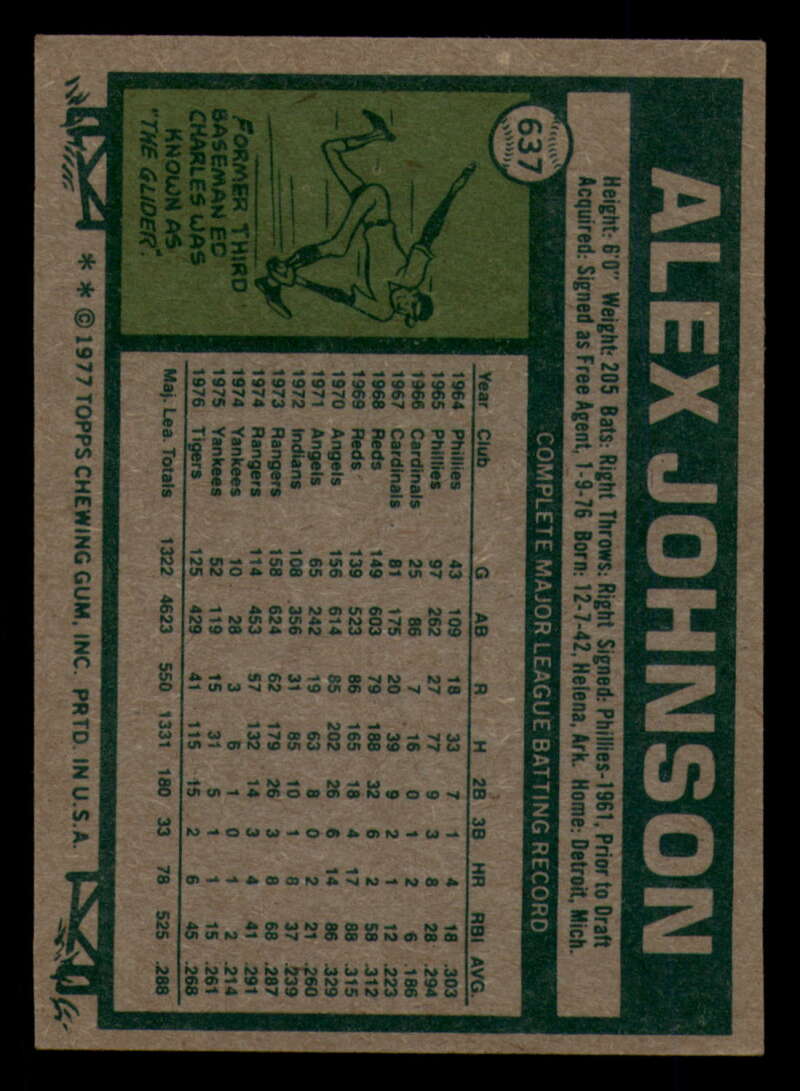 637
ALEX JOHNSON
Height: 6'0" Weight: 205 Bats: Right Throws: Right Signed: Phillies-1961, Prior to Draft
Acquired: Signed as Free Agent, 1-9-76 Born: 12-7-42, Helena, Ark. Home: Detroit, Mich.
COMPLETE MAJOR LEAGUE BATTING RECORD
Year Club G AB R H 2B 3B HR RBI AVG.
1964 Phillies 43 109 18 33 7 1 4 18 .303
1965 Phillies 97 262 27 77 9 3 8 28 .294
1966 Cardinals 25 86 7 16 0 1 2 6 .186
1967 Cardinals 81 175 20 39 9 2 1 12 .223
1968 Reds 149 603 79 188 32 6 2 58 .312
1969 Reds 139 523 86 165 18 4 17 88 .315
1970 Angels 156 614 85 202 26 6 14 86 .329
1971 Angels 65 242 19 63 8 0 2 21 .260
1972 Indians 108 356 31 85 10 1 8 37 .239
1973 Rangers 158 624 62 179 26 3 8 68 .287
1974 Rangers 114 453 57 132 14 3 4 41 .291
1974 Yankees 10 28 3 6 1 0 1 2 .214
1975 Yankees 52 119 15 31 5 1 1 15 .261
1976 Tigers 125 429 41 115 15 2 6 45 .268
Maj. Lea. Totals 1322 4623 550 1331 180 33 78 525 .288
FORMER THIRD
BASEMAN ED
CHARLES WAS
KNOWN AS
"THE GLIDER".
* * © 1977 TOPPS CHEWING GUM, INC. PRTD. IN U.S.A.